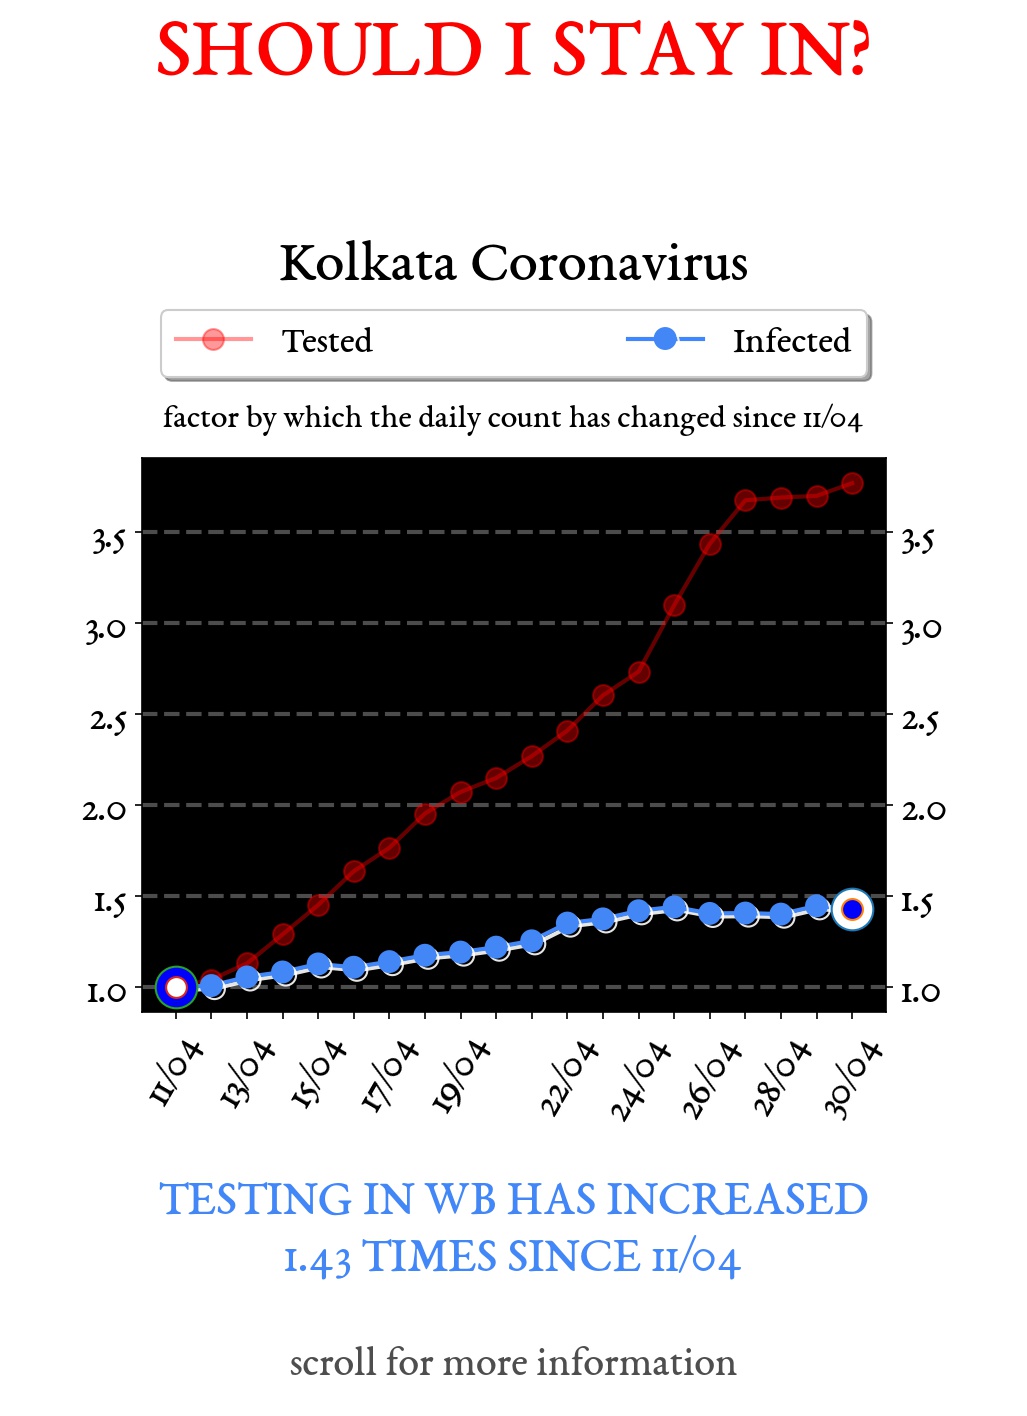 SHOULD I STAY IN?
Kolkata Coronavirus
Tested Infected
factor by which the daily count has changed since 11/04
3.5 3.5
3.0 3.0
2.5 2.5
2.0 2.0
1.5 1.5
1.0 1.0
11/04 13/04 15/04 17/04 19/04 22/04 24/04 26/04 28/04 30/04
TESTING IN WB HAS INCREASED
1.43 TIMES SINCE 11/04
scroll for more information